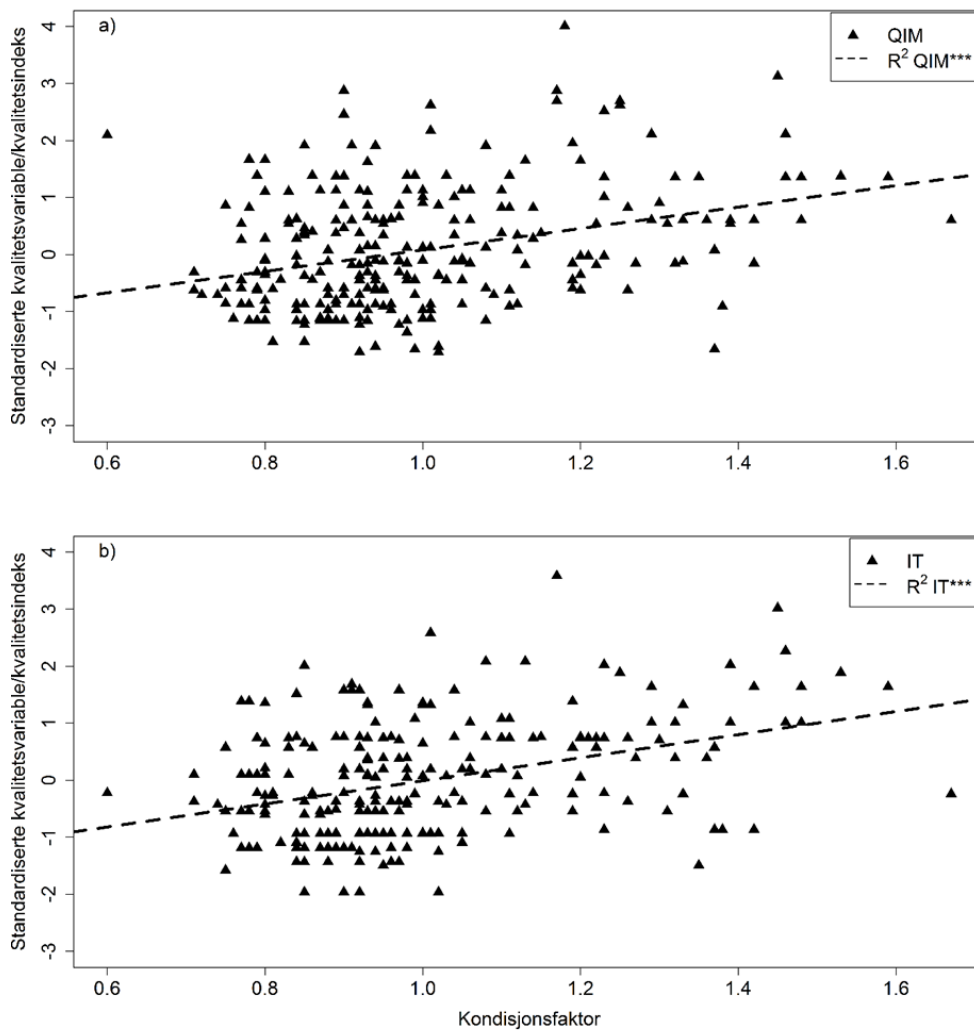 a)
QIM
R² QIM***
Standardiserte kvalitetsvariable/kvalitetsindeks
4
3
2
1
0
-1
-2
-3
0.6 0.8 1.0 1.2 1.4 1.6
b)
IT
R² IT***
Standardiserte kvalitetsvariable/kvalitetsindeks
4
3
2
1
0
-1
-2
-3
0.6 0.8 1.0 1.2 1.4 1.6
Kondisjonsfaktor